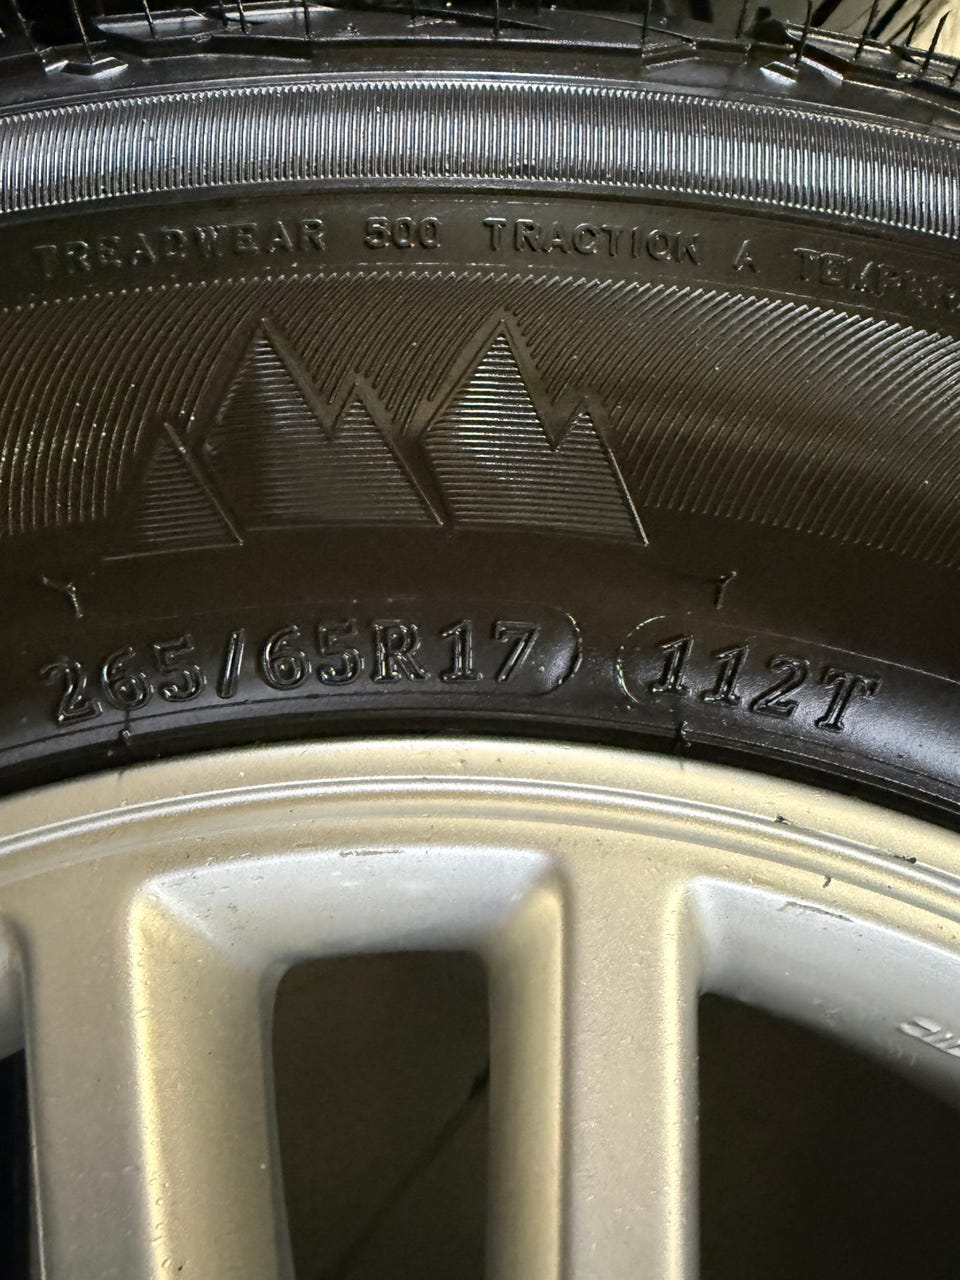 TREADWEAR 500 TRACTION A
265/65R17 112T